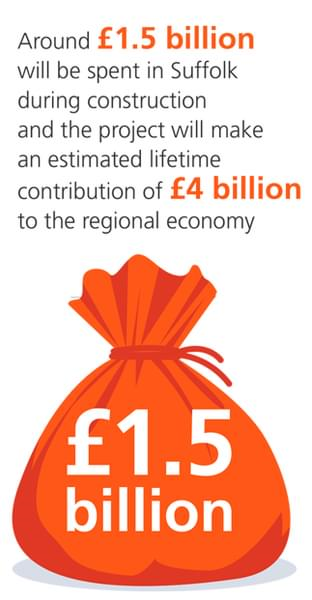 Around £1.5 billion
will be spent in Suffolk
during construction
and the project will make
an estimated lifetime
contribution of £4 billion
to the regional economy
£1.5
billion